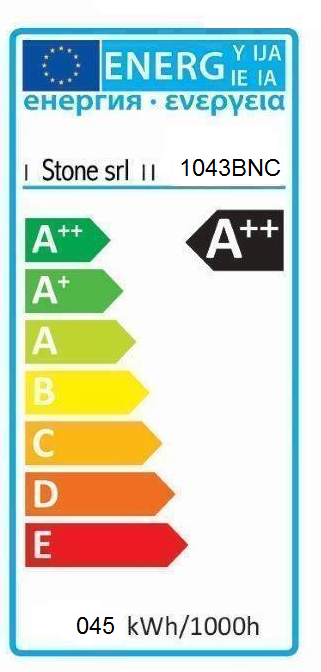 ENERG Y IJA
IE IA
енергия · ενεργεια
I Stone srl I I 1043BNC
A++ A++
A+
A
B
C
D
E
045 kWh/1000h